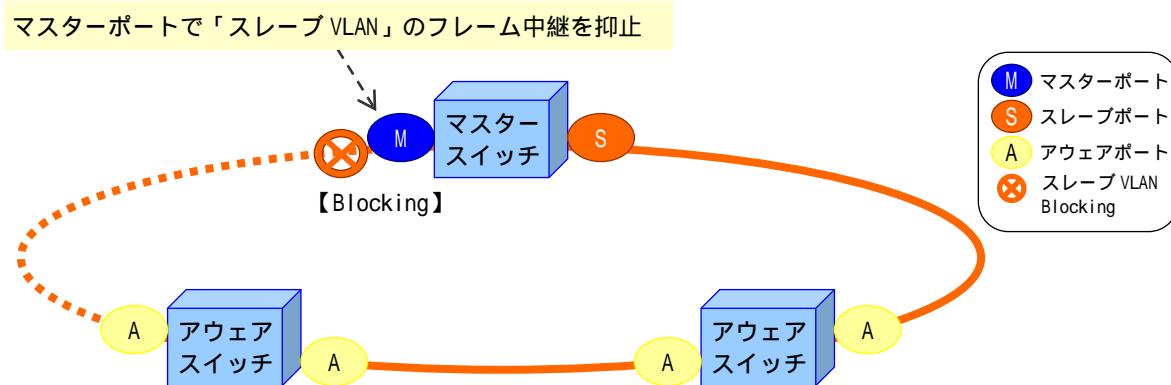 マスターポートで「スレーブ VLAN」のフレーム中継を抑止
M
マスター
スイッチ
S
【Blocking】
M マスターポート
S スレーブポート
A アウェアポート
スレーブ VLAN
Blocking
A
アウェア
スイッチ
A
A
アウェア
スイッチ
A